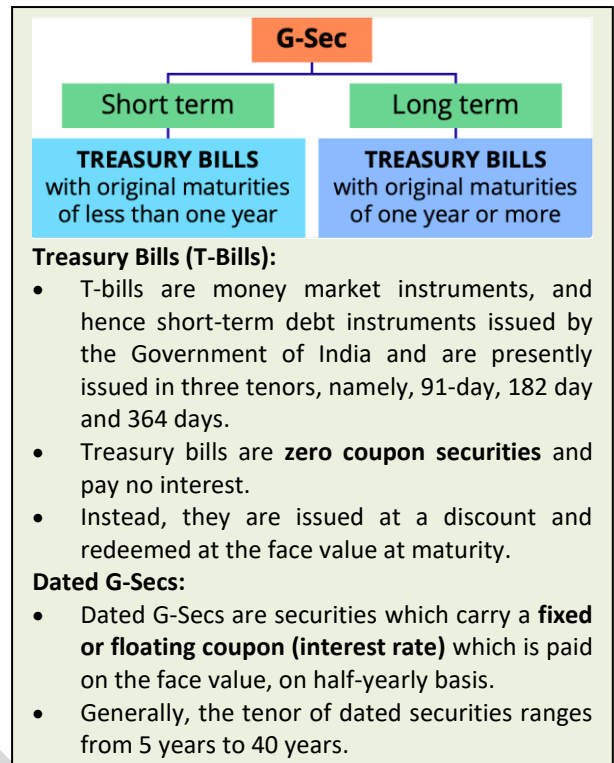 G-Sec
Short term
Long term
TREASURY BILLS
with original maturities
of less than one year
TREASURY BILLS
with original maturities
of one year or more
Treasury Bills (T-Bills):
• T-bills are money market instruments, and
hence short-term debt instruments issued by
the Government of India and are presently
issued in three tenors, namely, 91-day, 182 day
and 364 days.
• Treasury bills are zero coupon securities and
pay no interest.
• Instead, they are issued at a discount and
redeemed at the face value at maturity.
Dated G-Secs:
• Dated G-Secs are securities which carry a fixed
or floating coupon (interest rate) which is paid
on the face value, on half-yearly basis.
• Generally, the tenor of dated securities ranges
from 5 years to 40 years.